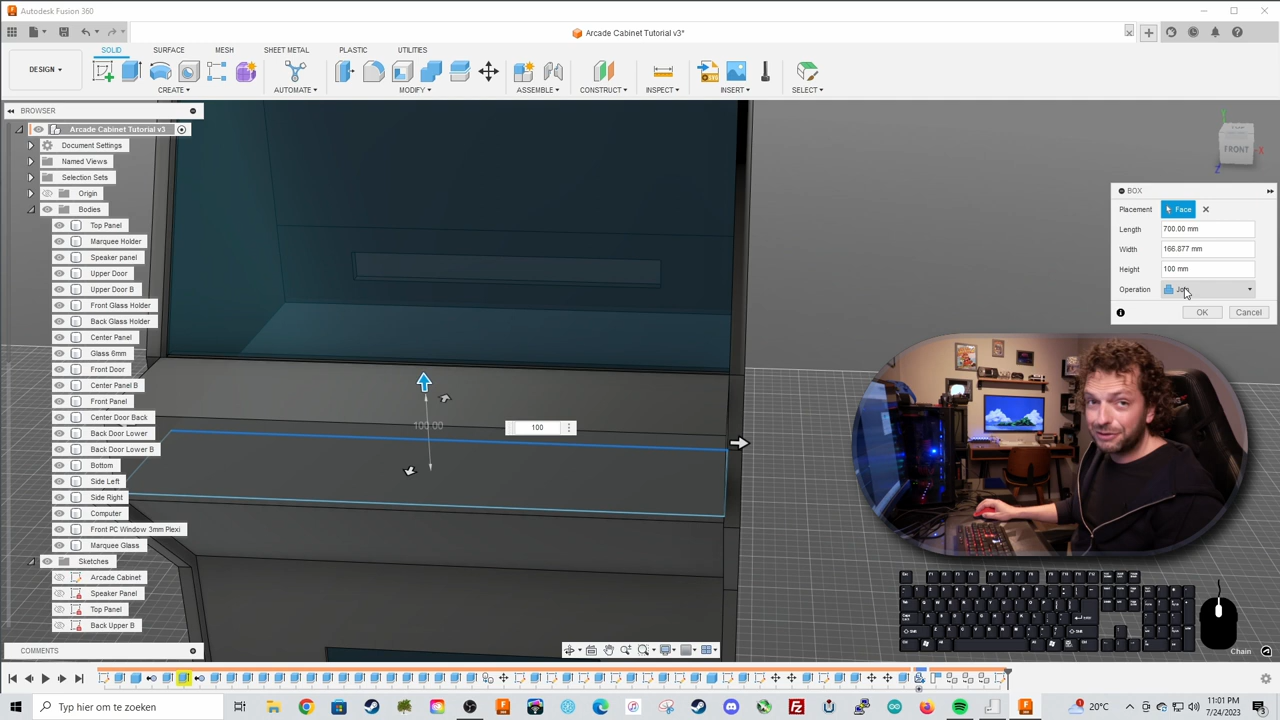 Autodesk Fusion 360
Arcade Cabinet Tutorial v3*
SOLID SURFACE MESH SHEET METAL PLASTIC UTILITIES
DESIGN
CREATE AUTOMATE MODIFY ASSEMBLE CONSTRUCT INSPECT INSERT SELECT
BROWSER
Arcade Cabinet Tutorial v3
Document Settings
Named Views
Selection Sets
Origin
Bodies
Top Panel
Marquee Holder
Speaker panel
Upper Door
Upper Door B
Front Glass Holder
Back Glass Holder
Center Panel
Glass 6mm
Front Door
Center Panel B
Front Panel
Center Door Back
Back Door Lower
Back Door Lower B
Bottom
Side Left
Side Right
Computer
Front PC Window 3mm Plexi
Marquee Glass
Sketches
Arcade Cabinet
Speaker Panel
Top Panel
Back Upper B
COMMENTS
100.00
100
TOP
FRONT
Y
X
Z
BOX
Placement Face
Length 700.00 mm
Width 166.877 mm
Height 100 mm
Operation
OK Cancel
Chain
Typ hier om te zoeken
20°C
11:01 PM
7/24/2023